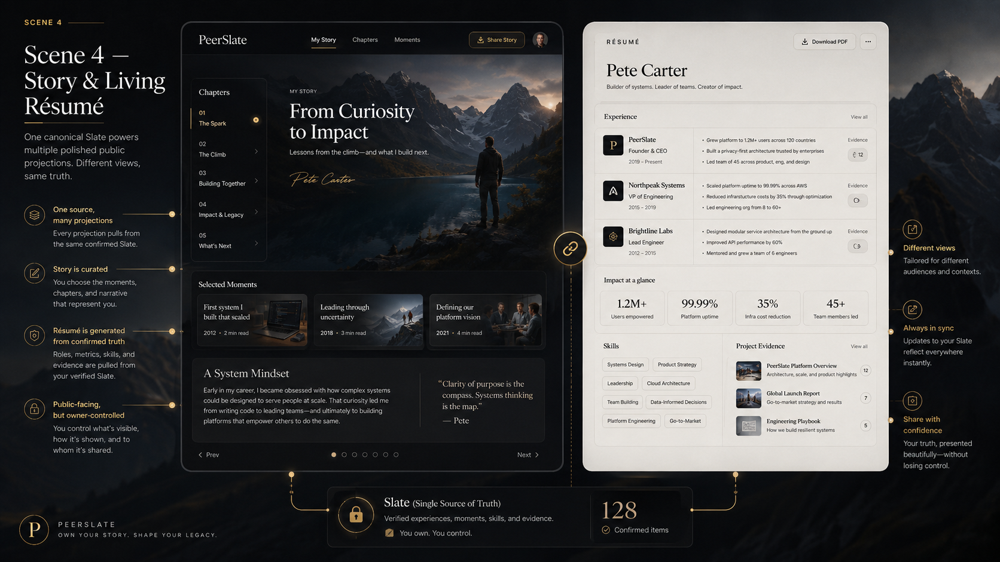 SCENE 4
Scene 4 —
Story & Living
Résumé
One canonical Slate powers
multiple polished public
projections. Different views,
same truth.
One source,
many projections
Every projection pulls from
the same confirmed Slate.
Story is curated
You choose the moments,
chapters, and narrative
that represent you.
Résumé is generated
from confirmed truth
Roles, metrics, skills, and
evidence are pulled from
your verified Slate.
Public-facing,
but owner-controlled
You control what's visible,
how it's shown, and to
whom it's shared.
P
PEERSLATE
OWN YOUR STORY. SHAPE YOUR LEGACY.
PeerSlate
My Story
Chapters
Moments
Share Story
Chapters
01
The Spark
02
The Climb
03
Building Together
04
Impact & Legacy
05
What's Next
MY STORY
From Curiosity
to Impact
Lessons from the climb—and what I build next.
Pete Carter
Selected Moments
First system I
built that scaled
2012 • 2 min read
Leading through
uncertainty
2018 • 3 min read
Defining our
platform vision
2021 • 4 min read
A System Mindset
Early in my career, I became obsessed with how complex systems
could be designed to serve people at scale. That curiosity led me
from writing code to leading teams—and ultimately to building
platforms that empower others to do the same.
“Clarity of purpose is the
compass. Systems thinking
is the map.”
— Pete
Prev
Next
RÉSUMÉ
Download PDF
Pete Carter
Builder of systems. Leader of teams. Creator of impact.
Experience
View all
P
PeerSlate
Founder & CEO
2019 – Present
• Grew platform to 1.2M+ users across 120 countries
• Built a privacy-first architecture trusted by enterprises
• Led team of 45 across product, eng, and design
Evidence
12
Northpeak Systems
VP of Engineering
2015 – 2019
• Scaled platform uptime to 99.99% across AWS
• Reduced infrastucture costs by 35% through optimization
• Led engineering org from 8 to 60+
Brightline Labs
Lead Engineer
2012 – 2015
• Designed modular service architecture from the ground up
• Improved API performance by 60%
• Mentored and grew a team of 6 engineers
Evidence
Impact at a glance
1.2M+
Users empowered
99.99%
Platform uptime
35%
Infra cost reduction
45+
Team members led
Skills
Systems Design
Product Strategy
Leadership
Cloud Architecture
Team Building
Data-Informed Decisions
Platform Engineering
Go-to-Market
Project Evidence
View all
PeerSlate Platform Overview
Architecture, scale, and product highlights
12
Global Launch Report
Go-to-market strategy and results
7
Engineering Playbook
How we build resilient systems
5
Different views
Tailored for different
audiences and contexts.
Always in sync
Updates to your Slate
reflect everywhere
instantly.
Share with
confidence
Your truth, presented
beautifully—without
losing control.
Slate (Single Source of Truth)
Verified experiences, moments, skills, and evidence.
You own. You control.
128
Confirmed items